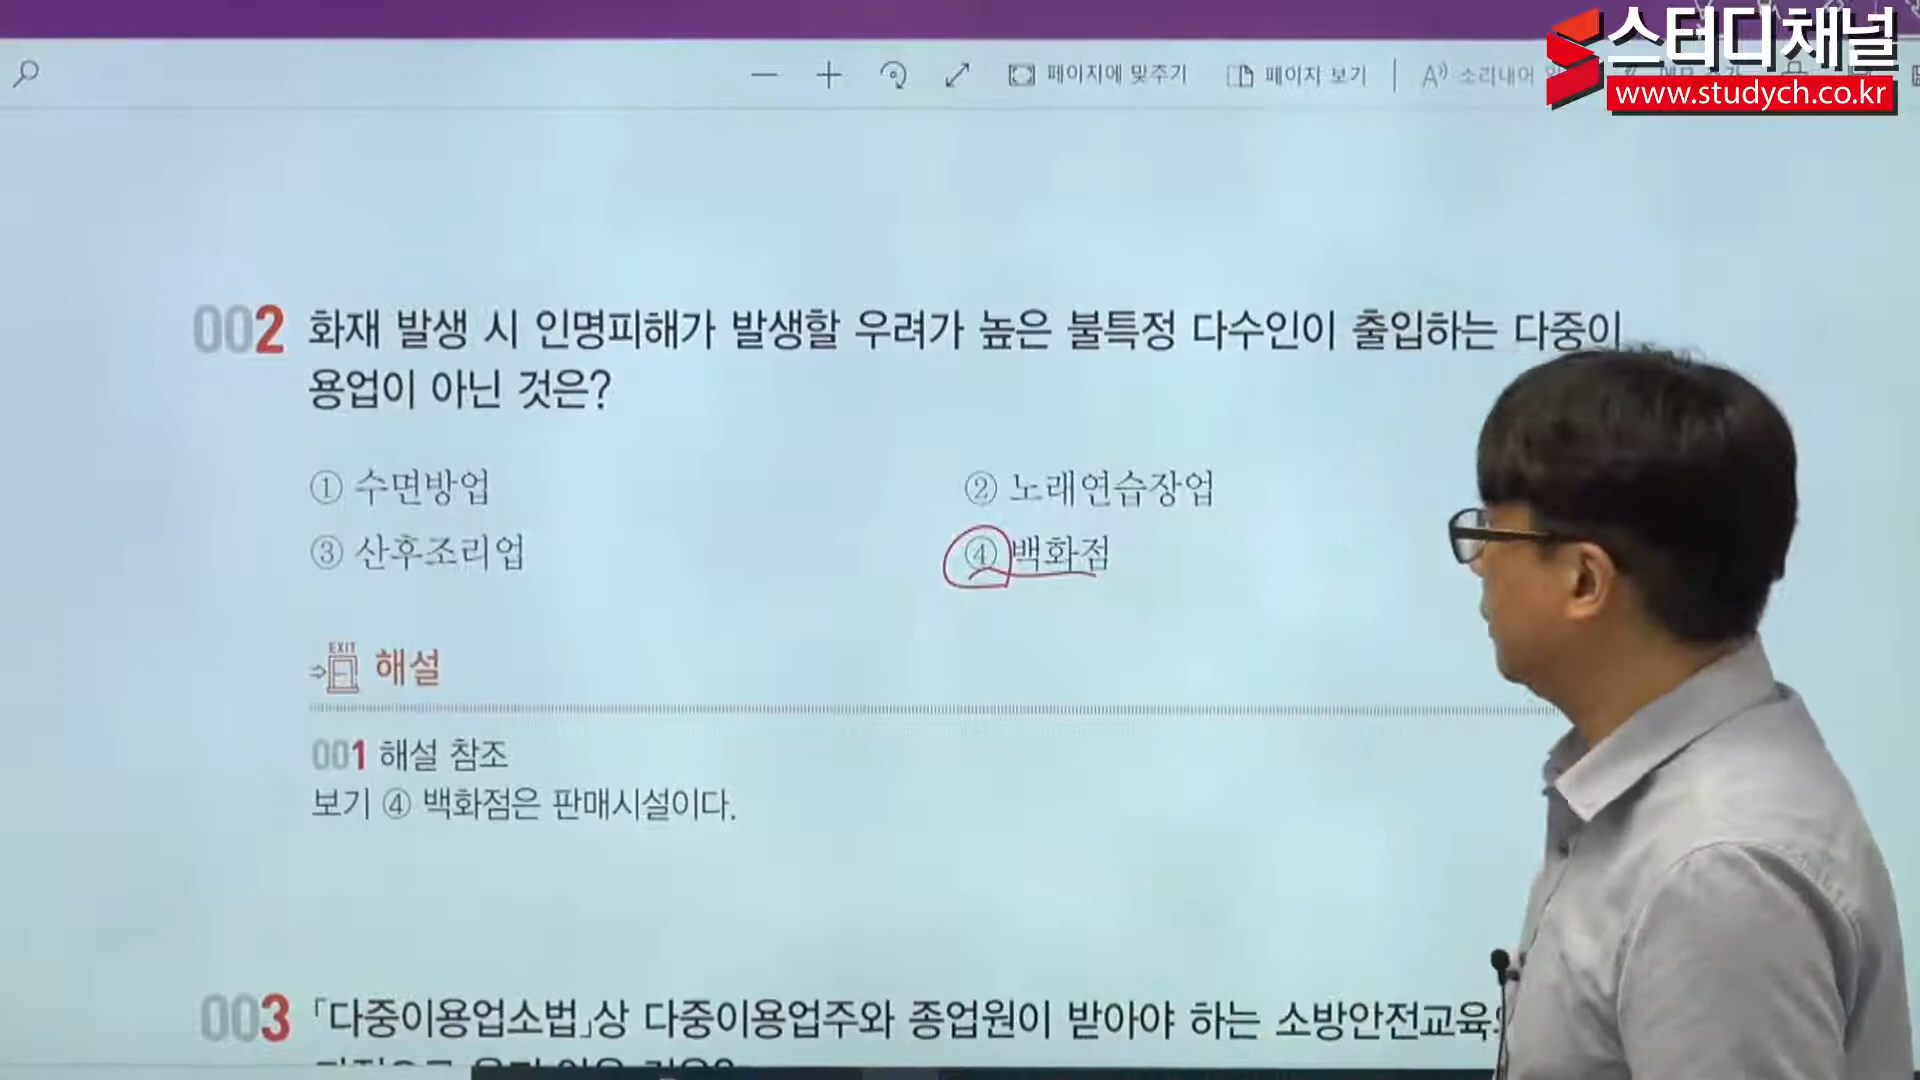 스터디채널
www.studych.co.kr
페이지에 맞추기 페이지 보기 소리내어
002 화재 발생 시 인명피해가 발생할 우려가 높은 불특정 다수인이 출입하는 다중이
용업이 아닌 것은?
① 수면방업 ② 노래연습장업
③ 산후조리업 ④ 백화점
EXIT 해설
001 해설 참조
보기 ④ 백화점은 판매시설이다.
003 「다중이용업소법」상 다중이용업주와 종업원이 받아야 하는 소방안전교육